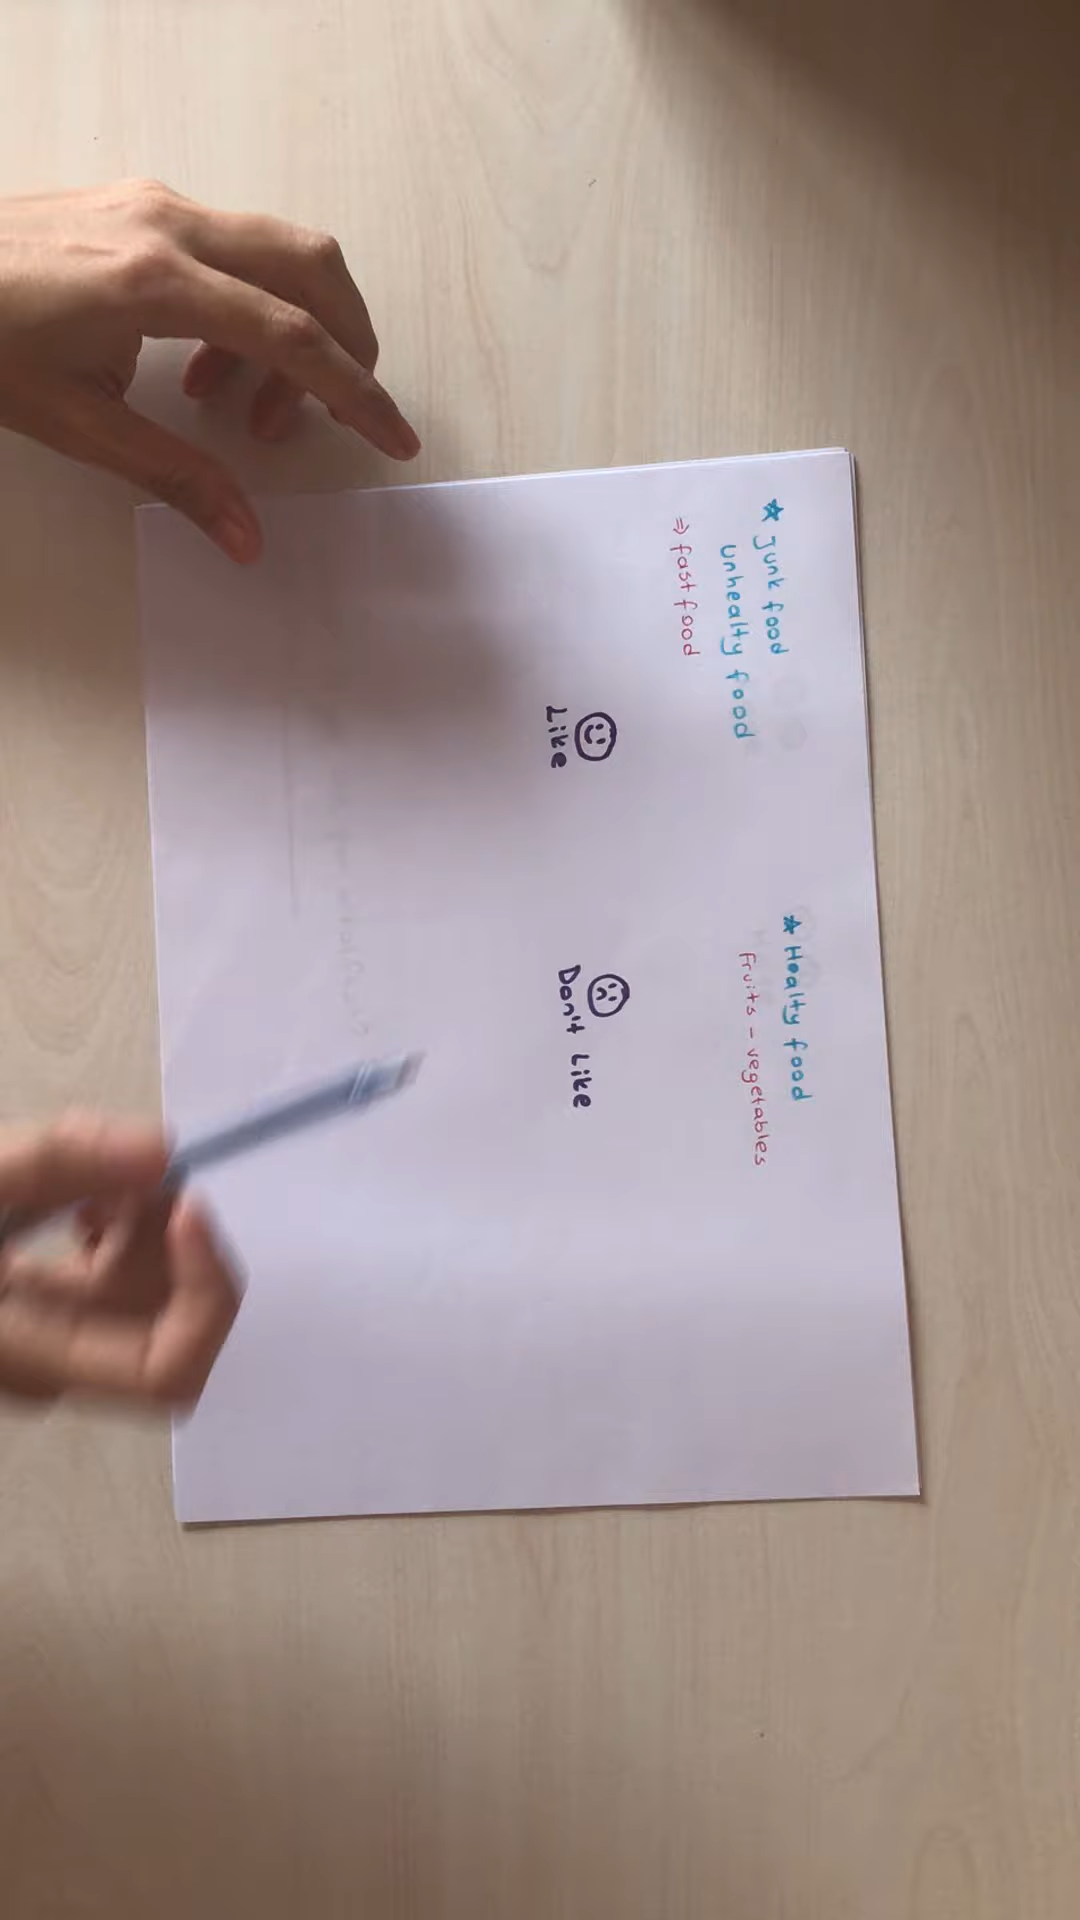 ★ Junk food
unhealty food
⇒ fast food
★ Healty food
fruits - vegetables
Like
Don't Like